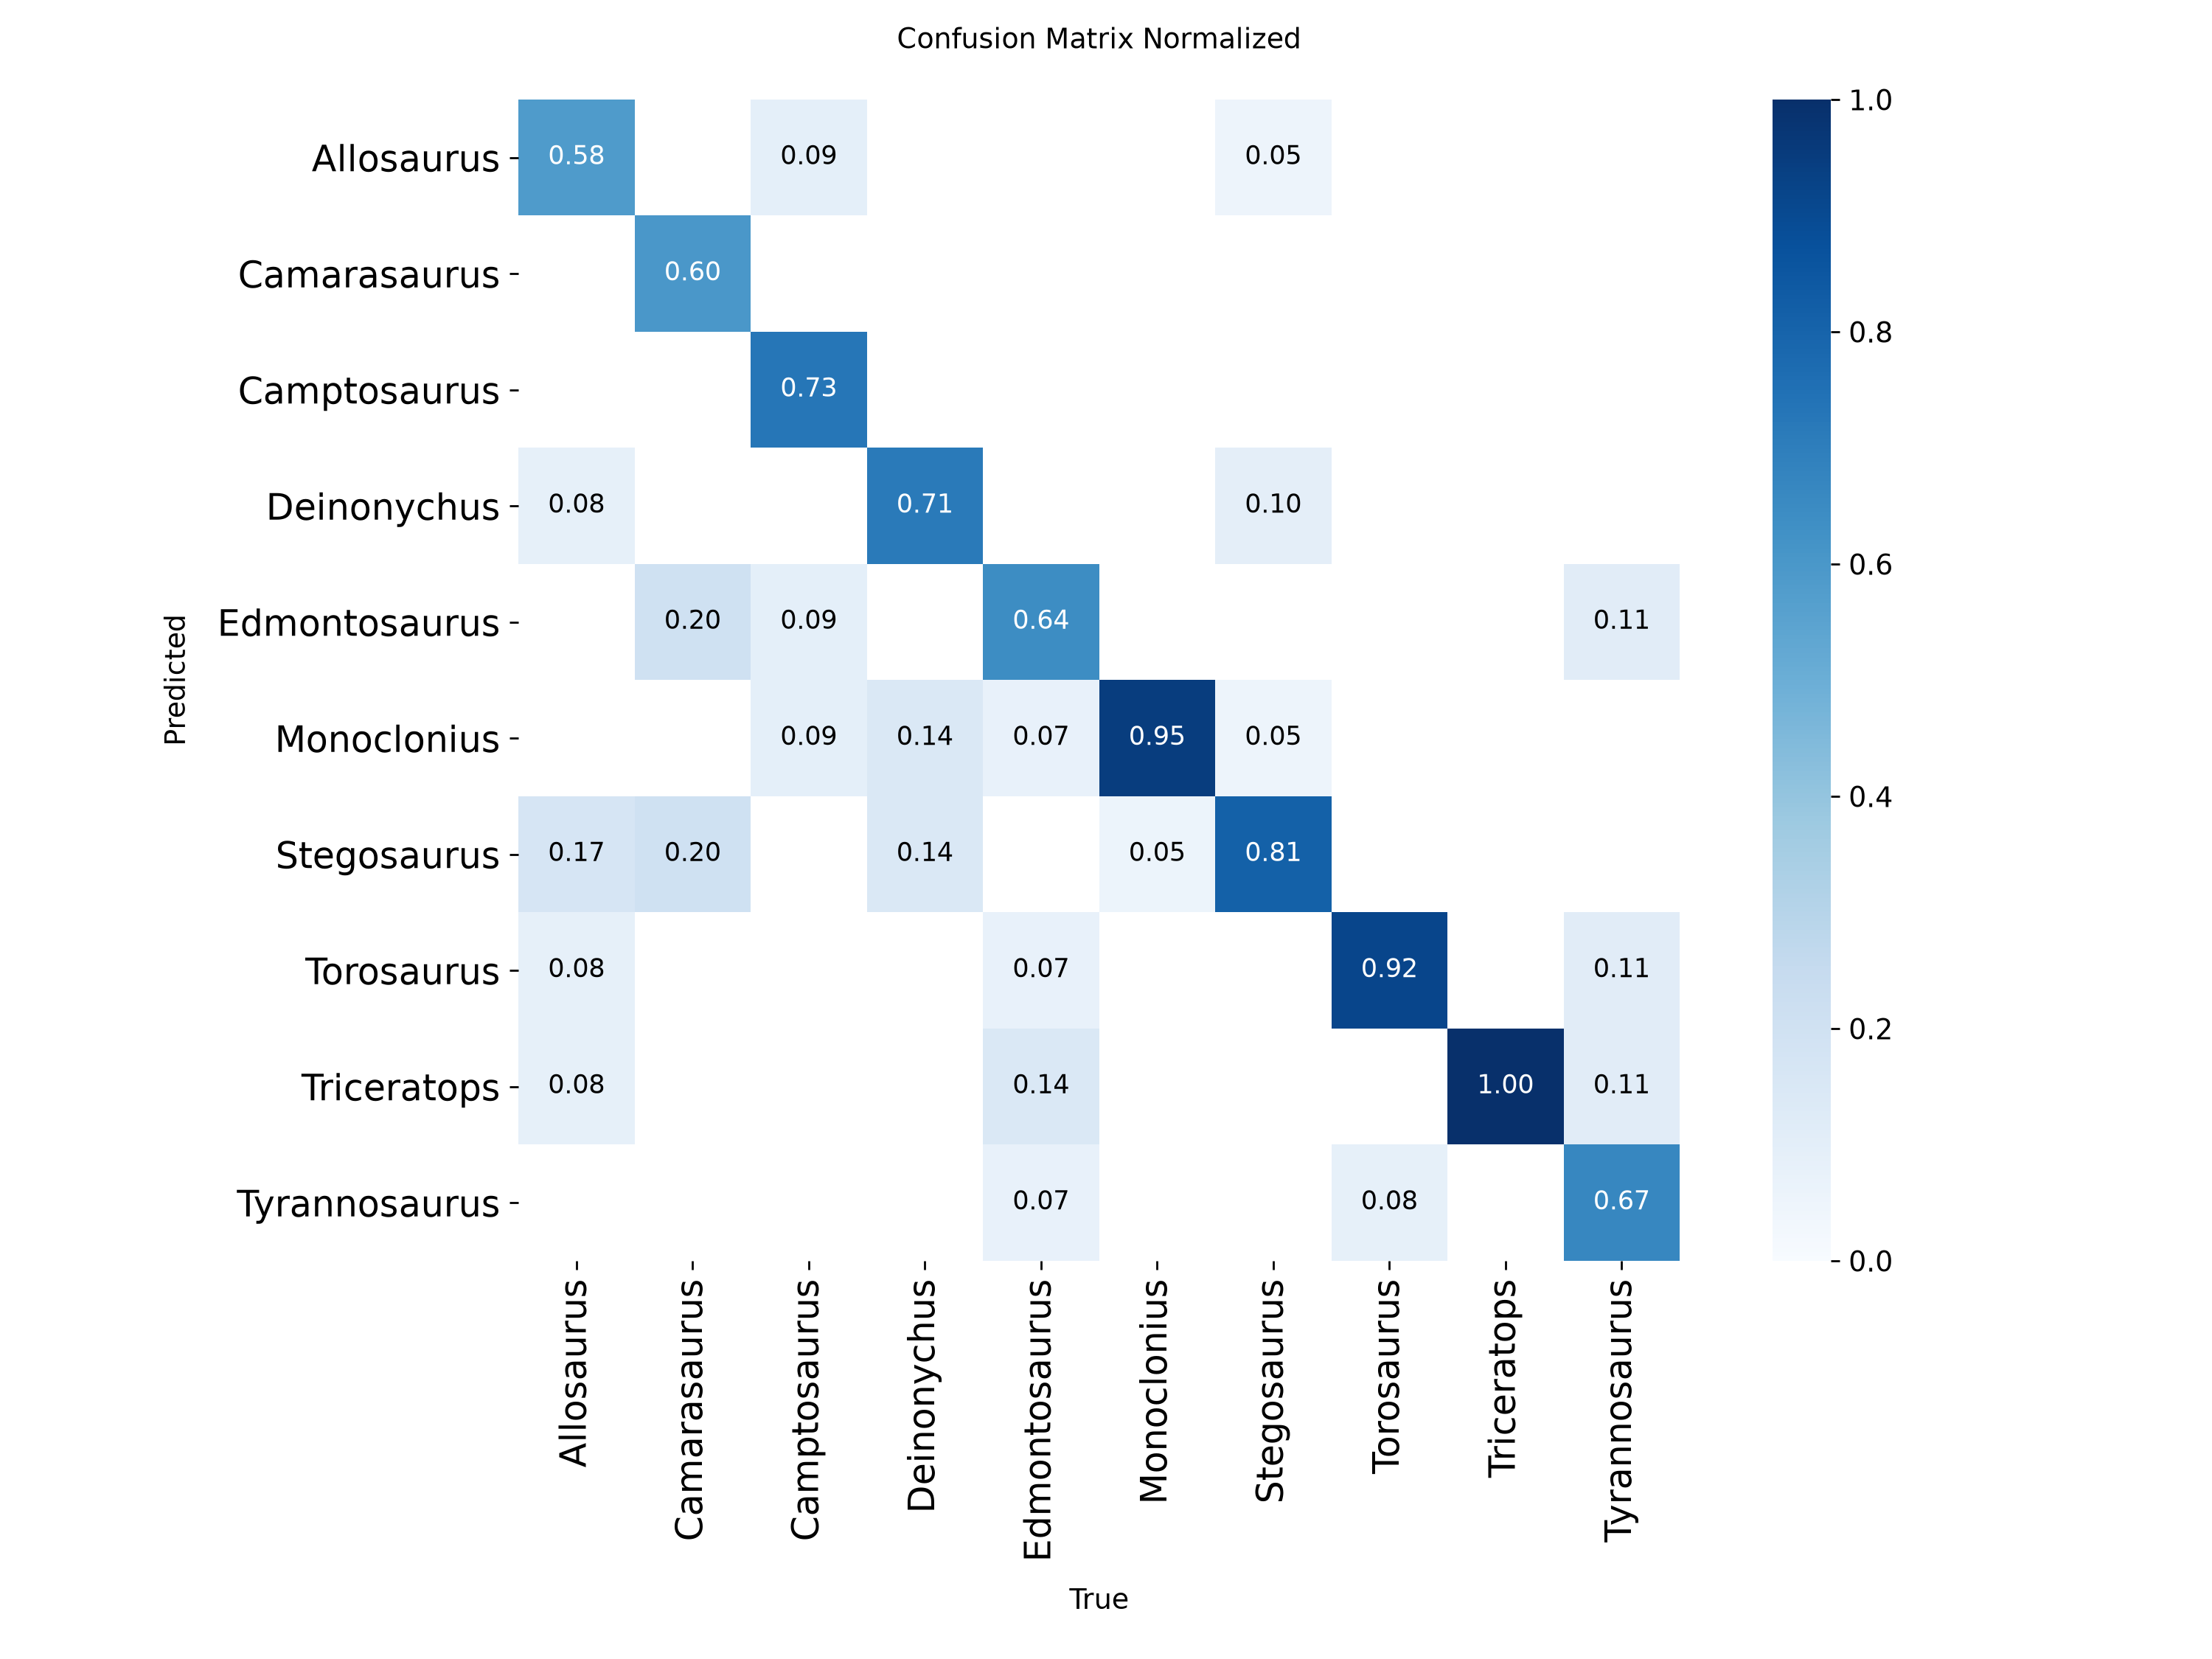 Confusion Matrix Normalized
Allosaurus 0.58 0.09 0.05
Camarasaurus 0.60
Camptosaurus 0.73
Deinonychus 0.08 0.71 0.10
Edmontosaurus 0.20 0.09 0.64 0.11
Monoclonius 0.09 0.14 0.07 0.95 0.05
Stegosaurus 0.17 0.20 0.14 0.05 0.81
Torosaurus 0.08 0.07 0.92 0.11
Triceratops 0.08 0.14 1.00 0.11
Tyrannosaurus 0.07 0.08 0.67
Predicted
Allosaurus
Camarasaurus
Camptosaurus
Deinonychus
Edmontosaurus
Monoclonius
Stegosaurus
Torosaurus
Triceratops
Tyrannosaurus
True
1.0
0.8
0.6
0.4
0.2
0.0